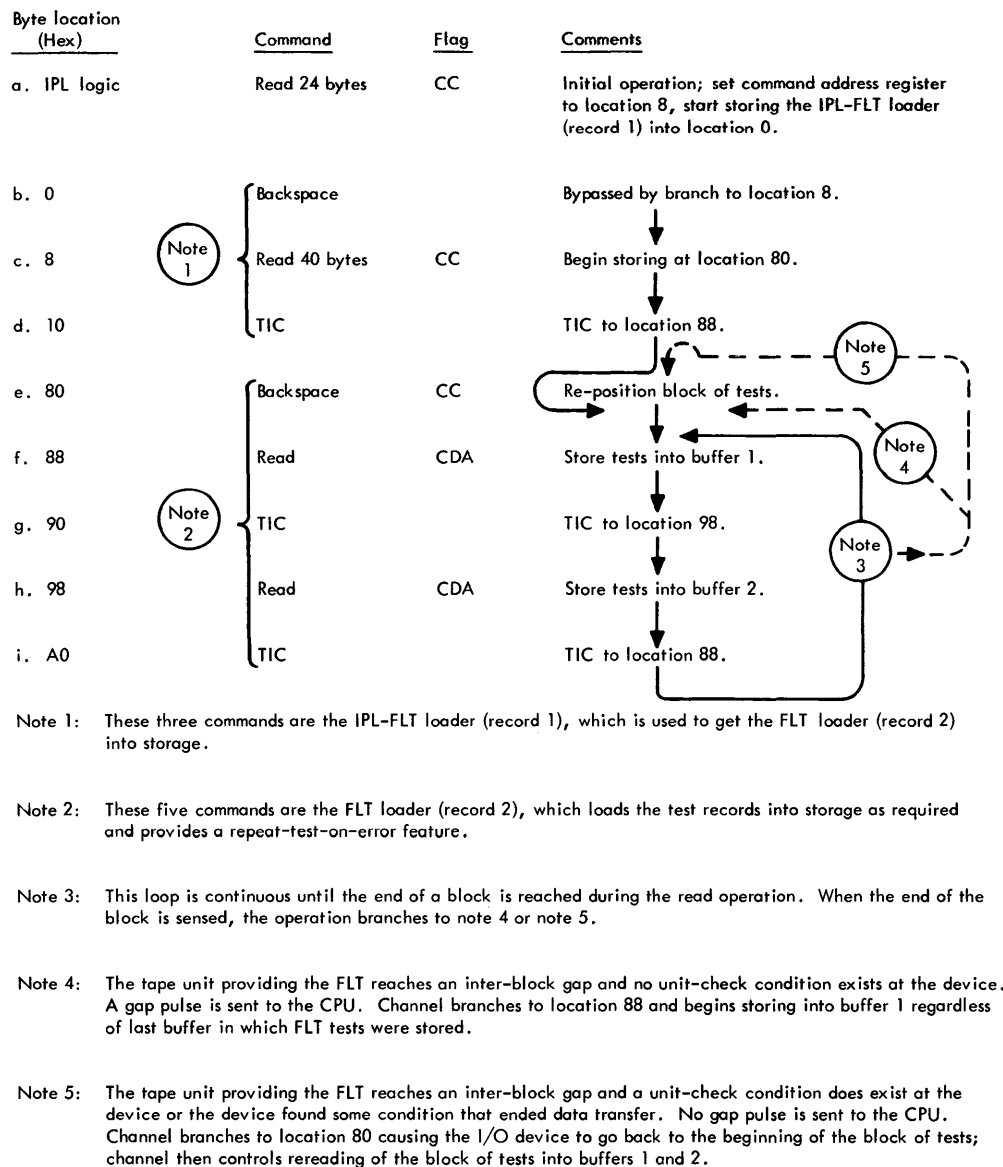 Byte location
(Hex) Command Flag Comments
a. IPL logic Read 24 bytes CC Initial operation; set command address register
to location 8, start storing the IPL-FLT loader
(record 1) into location 0.
b. 0 Backspace Bypassed by branch to location 8.
Note
1
c. 8 Read 40 bytes CC Begin storing at location 80.
d. 10 TIC TIC to location 88.
Note
5
e. 80 Backspace CC Re-position block of tests.
Note
4
f. 88 Read CDA Store tests into buffer 1.
Note
2
g. 90 TIC TIC to location 98.
Note
3
h. 98 Read CDA Store tests into buffer 2.
i. A0 TIC TIC to location 88.
Note 1: These three commands are the IPL-FLT loader (record 1), which is used to get the FLT loader (record 2)
into storage.
Note 2: These five commands are the FLT loader (record 2), which loads the test records into storage as required
and provides a repeat-test-on-error feature.
Note 3: This loop is continuous until the end of a block is reached during the read operation. When the end of the
block is sensed, the operation branches to note 4 or note 5.
Note 4: The tape unit providing the FLT reaches an inter-block gap and no unit-check condition exists at the device.
A gap pulse is sent to the CPU. Channel branches to location 88 and begins storing into buffer 1 regardless
of last buffer in which FLT tests were stored.
Note 5: The tape unit providing the FLT reaches an inter-block gap and a unit-check condition does exist at the
device or the device found some condition that ended data transfer. No gap pulse is sent to the CPU.
Channel branches to location 80 causing the I/O device to go back to the beginning of the block of tests;
channel then controls rereading of the block of tests into buffers 1 and 2.